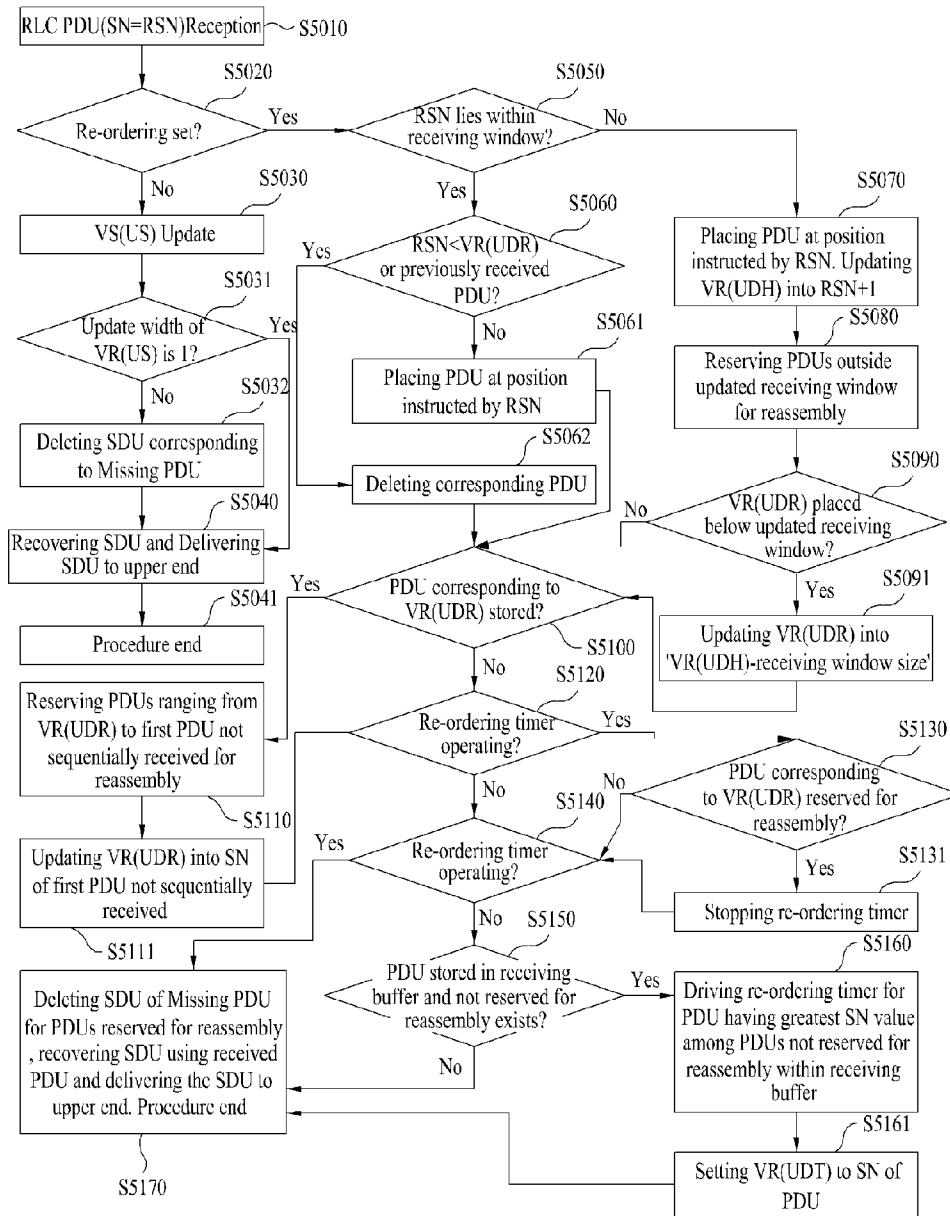 RLC PDU(SN=RSN)Reception
S5010
S5020
Re-ordering set?
Yes
No
S5050
RSN lies within
receiving window?
No
Yes
S5030
VS(US) Update
S5031
Update width of
VR(US) is 1?
Yes
No
S5032
Deleting SDU corresponding
to Missing PDU
S5040
Recovering SDU and Delivering
SDU to upper end
S5041
Procedure end
S5060
RSN<VR(UDR)
or previously received
PDU?
Yes
No
S5061
Placing PDU at position
instructed by RSN
S5062
Deleting corresponding PDU
S5070
Placing PDU at position
instructed by RSN. Updating
VR(UDH) into RSN+1
S5080
Reserving PDUs outside
updated receiving window
for reassembly
S5090
VR(UDR) placed
below updated receiving
window?
No
Yes
S5091
Updating VR(UDR) into
'VR(UDH)-receiving window size'
PDU corresponding to
VR(UDR) stored?
Yes
S5100
No
Reserving PDUs ranging from
VR(UDR) to first PDU not
sequentially received for
reassembly
S5110
Updating VR(UDR) into SN
of first PDU not sequentially
received
S5111
S5120
Re-ordering timer
operating?
Yes
No
S5130
PDU corresponding
to VR(UDR) reserved for
reassembly?
No
Yes
S5131
Stopping re-ordering timer
S5140
Re-ordering timer
operating?
Yes
No
S5150
PDU stored in receiving
buffer and not reserved for
reassembly exists?
Yes
No
S5160
Driving re-ordering timer for
PDU having greatest SN value
among PDUs not reserved for
reassembly within receiving
buffer
S5161
Setting VR(UDT) to SN of
PDU
Deleting SDU of Missing PDU
for PDUs reserved for reassembly
, recovering SDU using received
PDU and delivering the SDU to
upper end. Procedure end
S5170